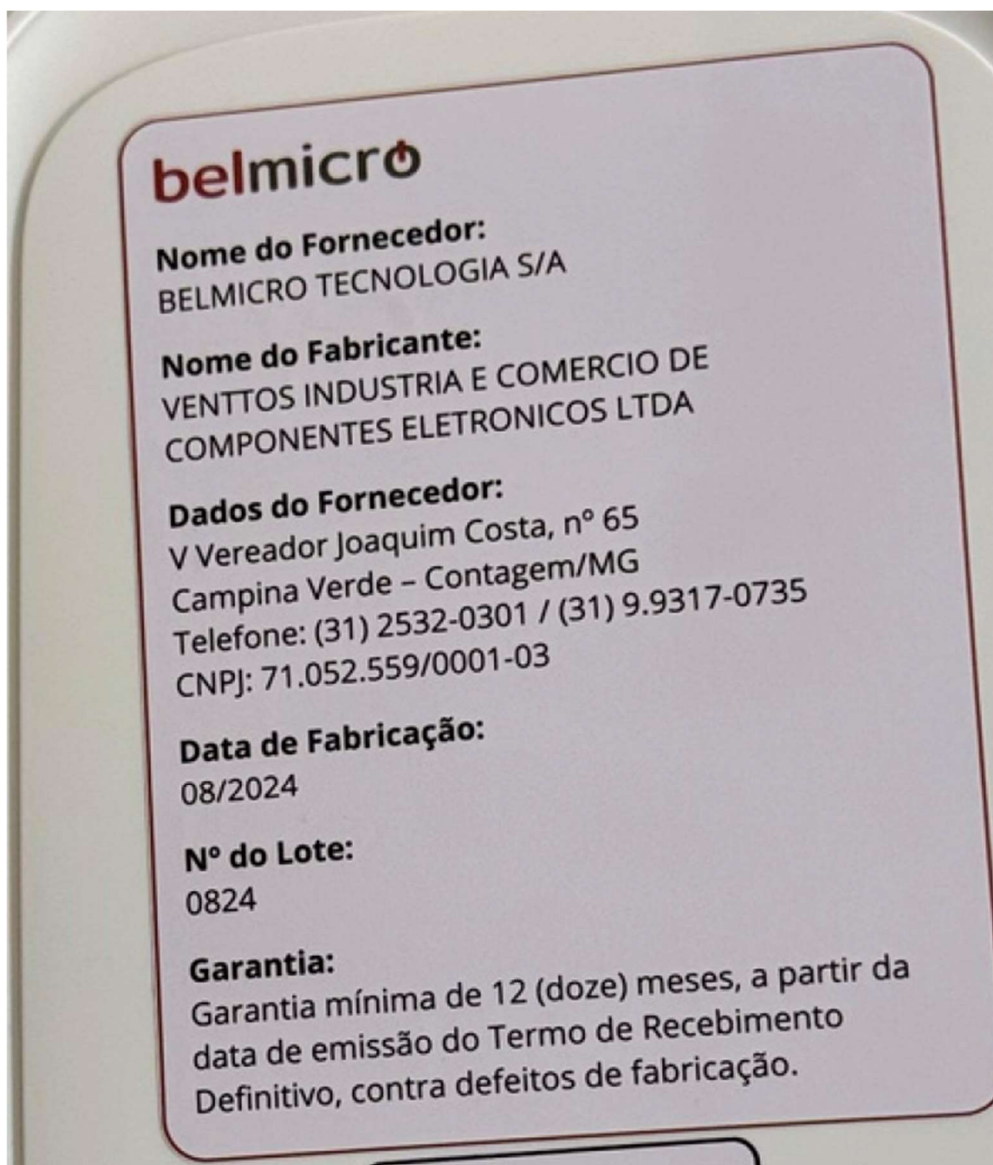 belmicro
Nome do Fornecedor:
BELMICRO TECNOLOGIA S/A
Nome do Fabricante:
VENTTOS INDUSTRIA E COMERCIO DE
COMPONENTES ELETRONICOS LTDA
Dados do Fornecedor:
V Vereador Joaquim Costa, nº 65
Campina Verde – Contagem/MG
Telefone: (31) 2532-0301 / (31) 9.9317-0735
CNPJ: 71.052.559/0001-03
Data de Fabricação:
08/2024
Nº do Lote:
0824
Garantia:
Garantia mínima de 12 (doze) meses, a partir da
data de emissão do Termo de Recebimento
Definitivo, contra defeitos de fabricação.